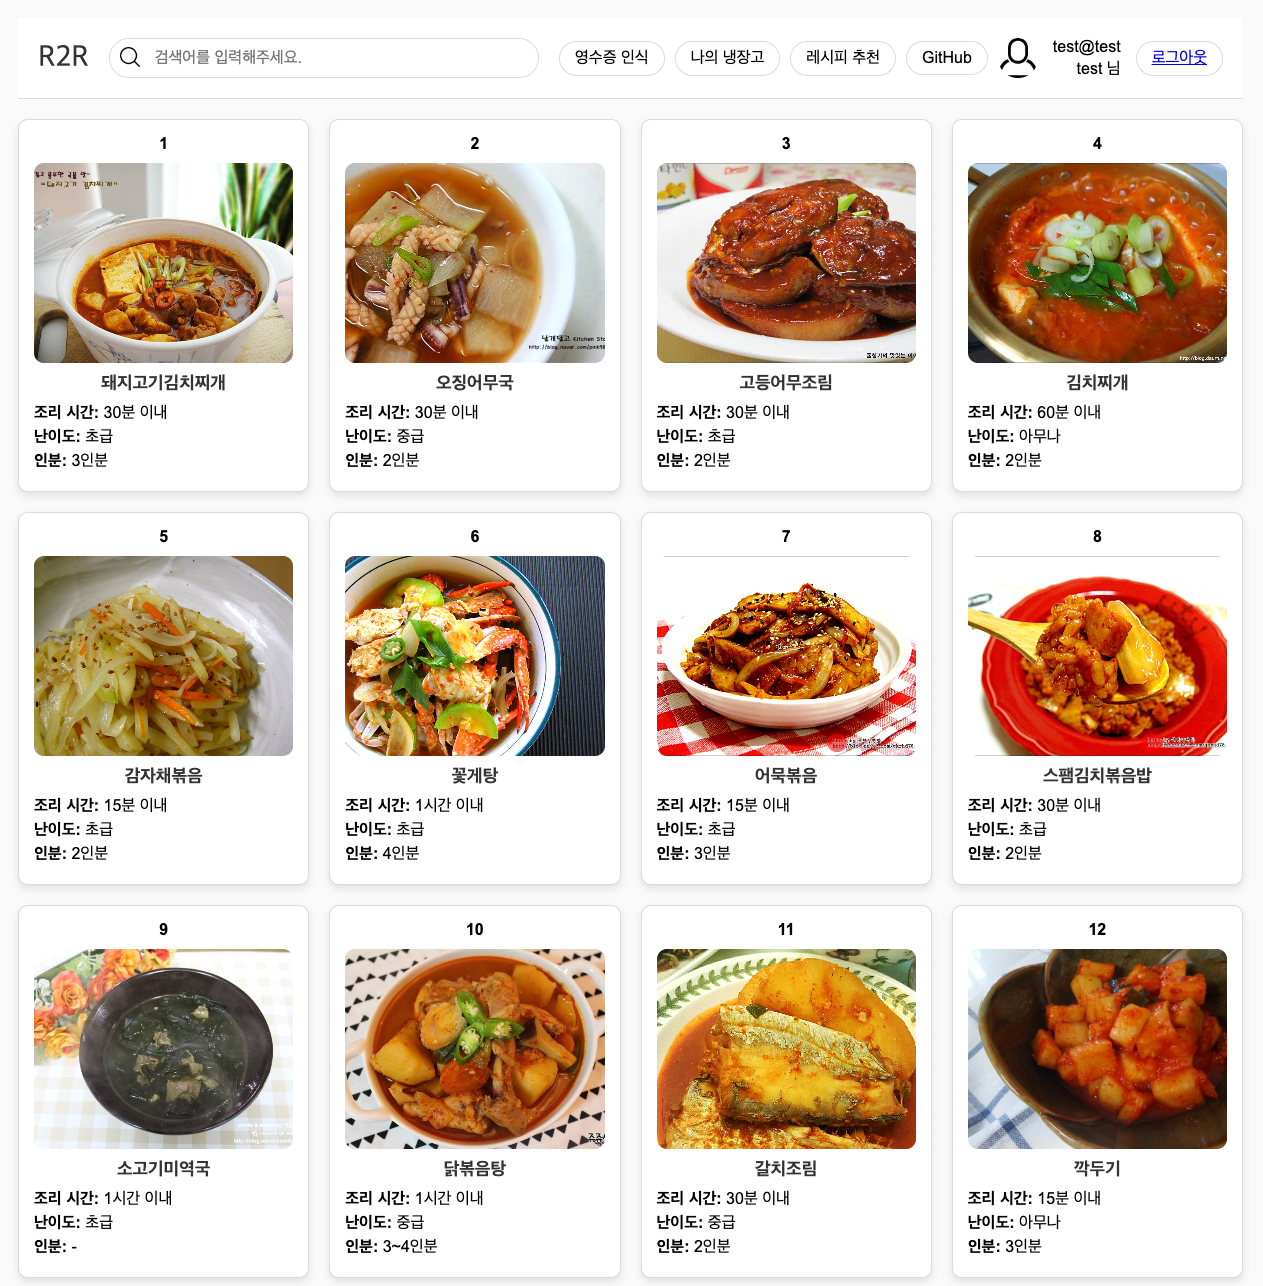 R2R
검색어를 입력해주세요.
영수증 인식
나의 냉장고
레시피 추천
GitHub
test@test
test 님
로그아웃
1
돼지고기김치찌개
조리 시간: 30분 이내
난이도: 초급
인분: 3인분
2
Kitchen
오징어무국
조리 시간: 30분 이내
난이도: 중급
인분: 2인분
3
고등어무조림
조리 시간: 30분 이내
난이도: 초급
인분: 2인분
4
김치찌개
조리 시간: 60분 이내
난이도: 아무나
인분: 2인분
5
감자채볶음
조리 시간: 15분 이내
난이도: 초급
인분: 2인분
6
꽃게탕
조리 시간: 1시간 이내
난이도: 초급
인분: 4인분
7
어묵볶음
조리 시간: 15분 이내
난이도: 초급
인분: 3인분
8
스팸김치볶음밥
조리 시간: 30분 이내
난이도: 초급
인분: 2인분
9
소고기미역국
조리 시간: 1시간 이내
난이도: 초급
인분: -
10
닭볶음탕
조리 시간: 1시간 이내
난이도: 중급
인분: 3~4인분
11
갈치조림
조리 시간: 30분 이내
난이도: 중급
인분: 2인분
12
깍두기
조리 시간: 15분 이내
난이도: 아무나
인분: 3인분